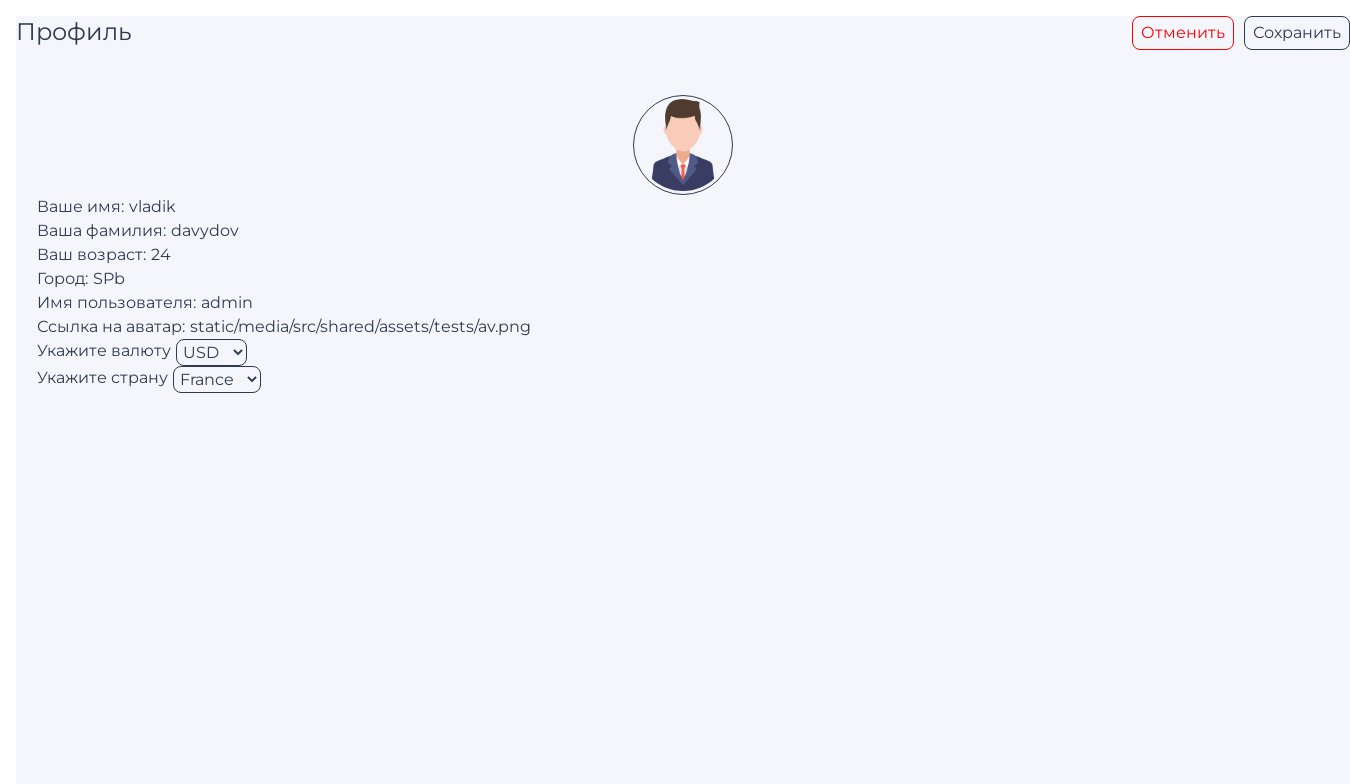 Профиль
Отменить
Сохранить
Ваше имя: vladik
Ваша фамилия: davydov
Ваш возраст: 24
Город: SPb
Имя пользователя: admin
Ссылка на аватар: static/media/src/shared/assets/tests/av.png
Укажите валюту USD
Укажите страну France